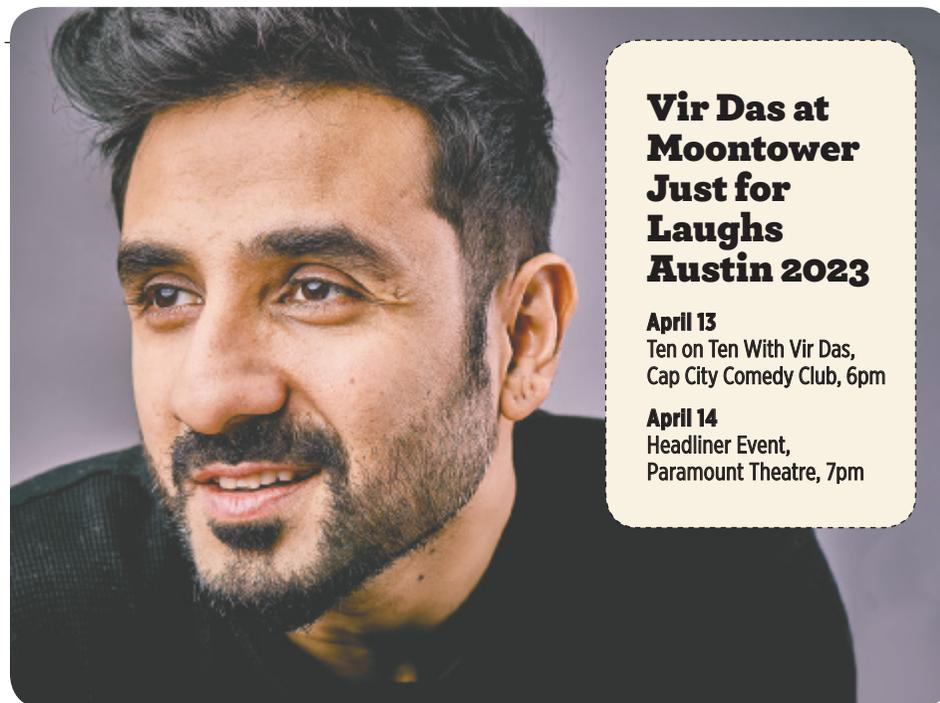 Vir Das at
Moontower
Just for
Laughs
Austin 2023
April 13
Ten on Ten With Vir Das,
Cap City Comedy Club, 6pm
April 14
Headliner Event,
Paramount Theatre, 7pm